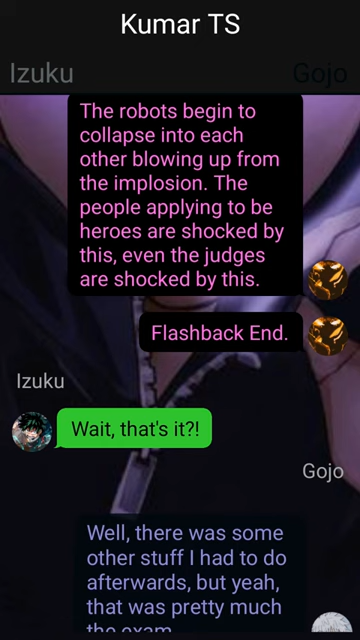 Kumar TS
Izuku Gojo
The robots begin to
collapse into each
other blowing up from
the implosion. The
people applying to be
heroes are shocked by
this, even the judges
are shocked by this.
Flashback End.
Izuku
Wait, that's it?!
Gojo
Well, there was some
other stuff I had to do
afterwards, but yeah,
that was pretty much
the exam